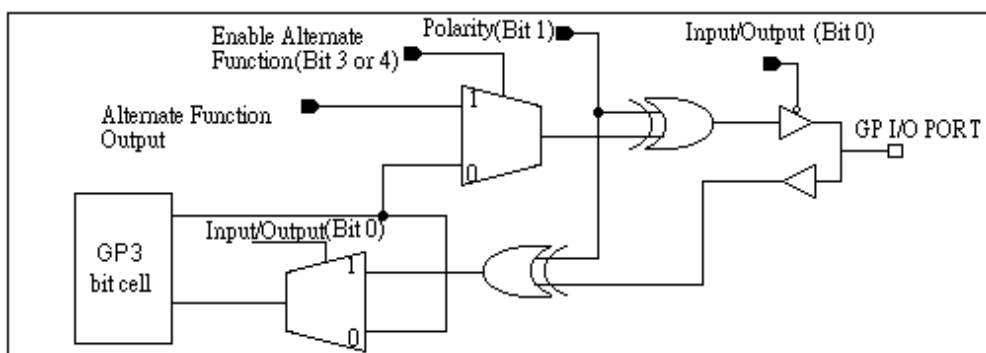 Polarity(Bit 1)
Input/Output (Bit 0)
Enable Alternate
Function(Bit 3 or 4)
1
Alternate Function
Output
GP I/O PORT
0
Input/Output(Bit 0)
GP3
bit cell
1
0